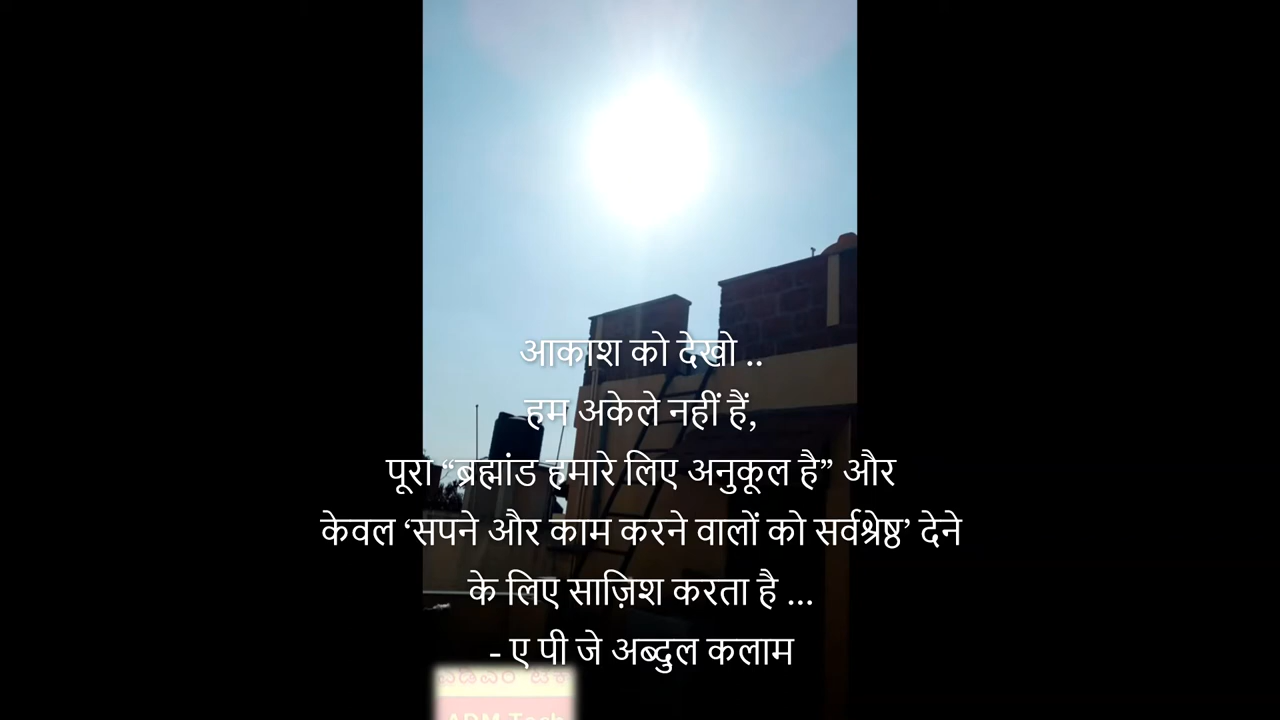 आकाश को देखो ..
हम अकेले नहीं हैं,
पूरा “ब्रह्मांड हमारे लिए अनुकूल है” और
केवल ‘सपने और काम करने वालों को सर्वश्रेष्ठ’ देने
के लिए साज़िश करता है ...
- ए पी जे अब्दुल कलाम